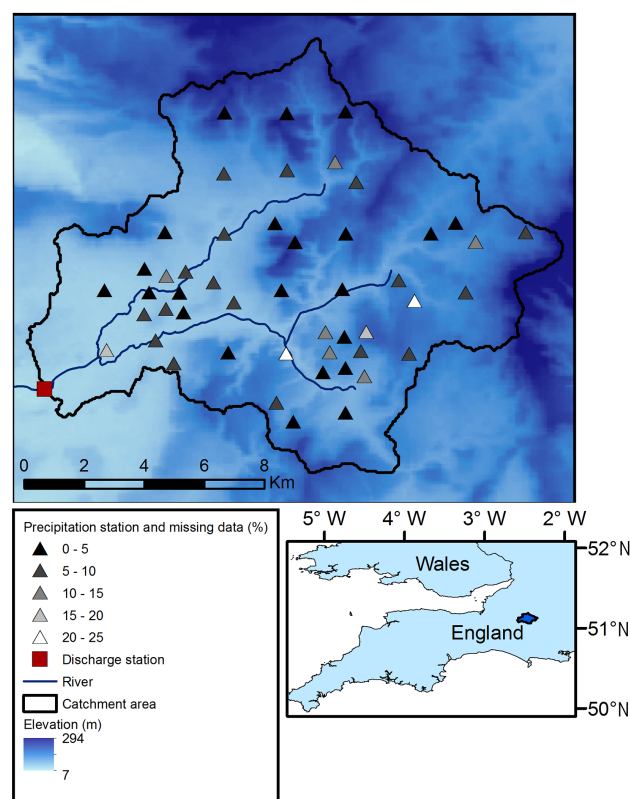 0 2 4 6 8
Km
Precipitation station and missing data (%)
0 - 5
5 - 10
10 - 15
15 - 20
20 - 25
Discharge station
River
Catchment area
Elevation (m)
294
7
5°W 4°W 3°W 2°W
52°N
Wales
51°N
England
50°N